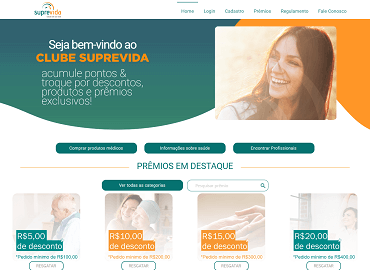 suprevida
Home Login Cadastro Prêmios Regulamento Fale Conosco
Seja bem-vindo ao
CLUBE SUPREVIDA
acumule pontos &
troque por descontos,
produtos e prêmios
exclusivos!
Comprar produtos médicos Informações sobre saúde Encontrar Profissionais
PRÊMIOS EM DESTAQUE
Ver todas as categorias Pesquisar prêmios
R$5,00 R$10,00 R$15,00 R$20,00
de desconto de desconto de desconto de desconto
*Pedido mínimo de R$100,00 *Pedido mínimo de R$200,00 *Pedido mínimo de R$300,00 *Pedido mínimo de R$400,00
RESGATAR RESGATAR RESGATAR RESGATAR